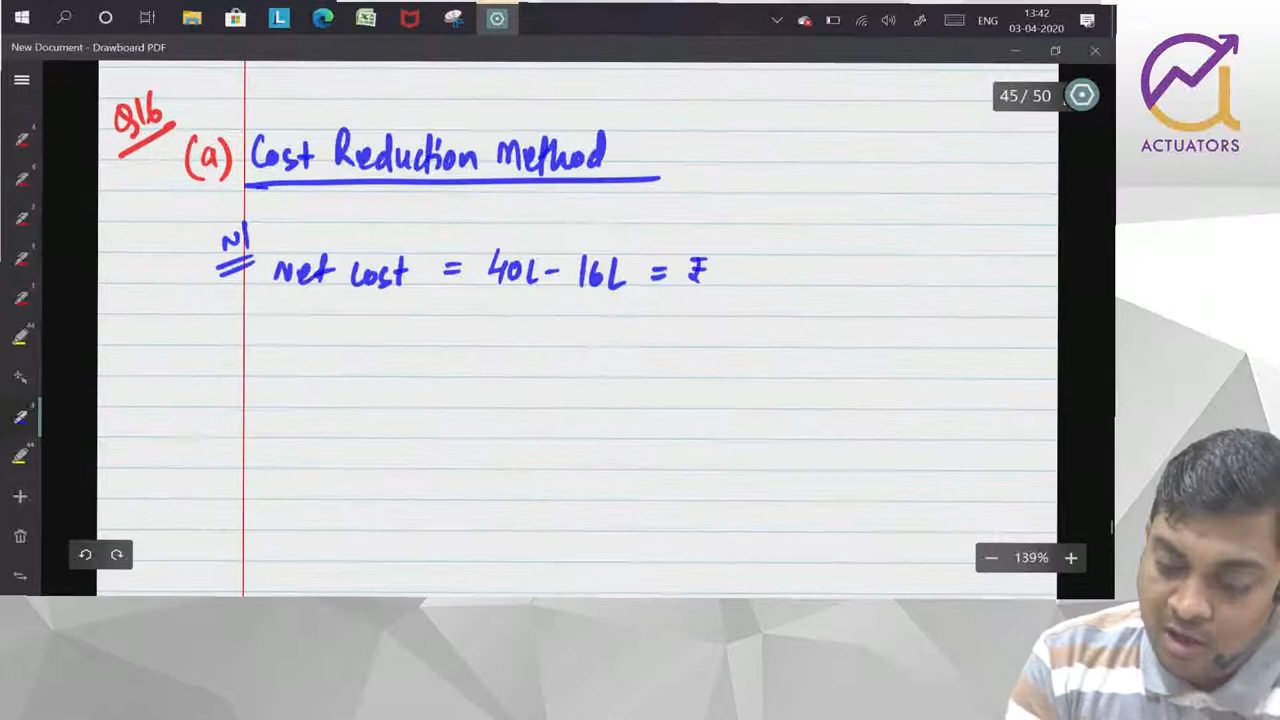 13:42
ENG
03-04-2020
New Document - Drawboard PDF
45 / 50
ACTUATORS
Q16
(a) Cost Reduction Method
N1
Net cost = 40L - 16L = ₹
139%